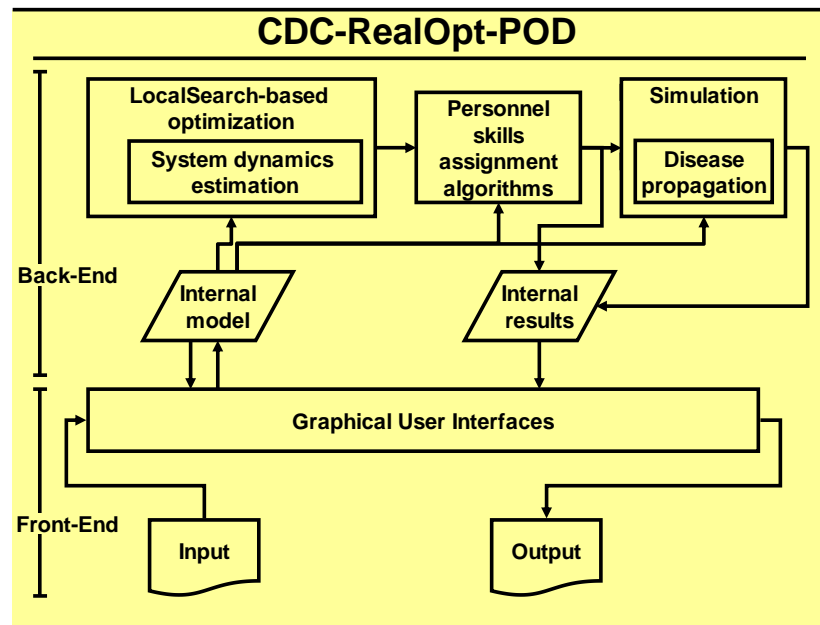 CDC-RealOpt-POD
LocalSearch-based
optimization
System dynamics
estimation
Personnel
skills
assignment
algorithms
Simulation
Disease
propagation
Back-End
Internal
model
Internal
results
Graphical User Interfaces
Front-End
Input
Output